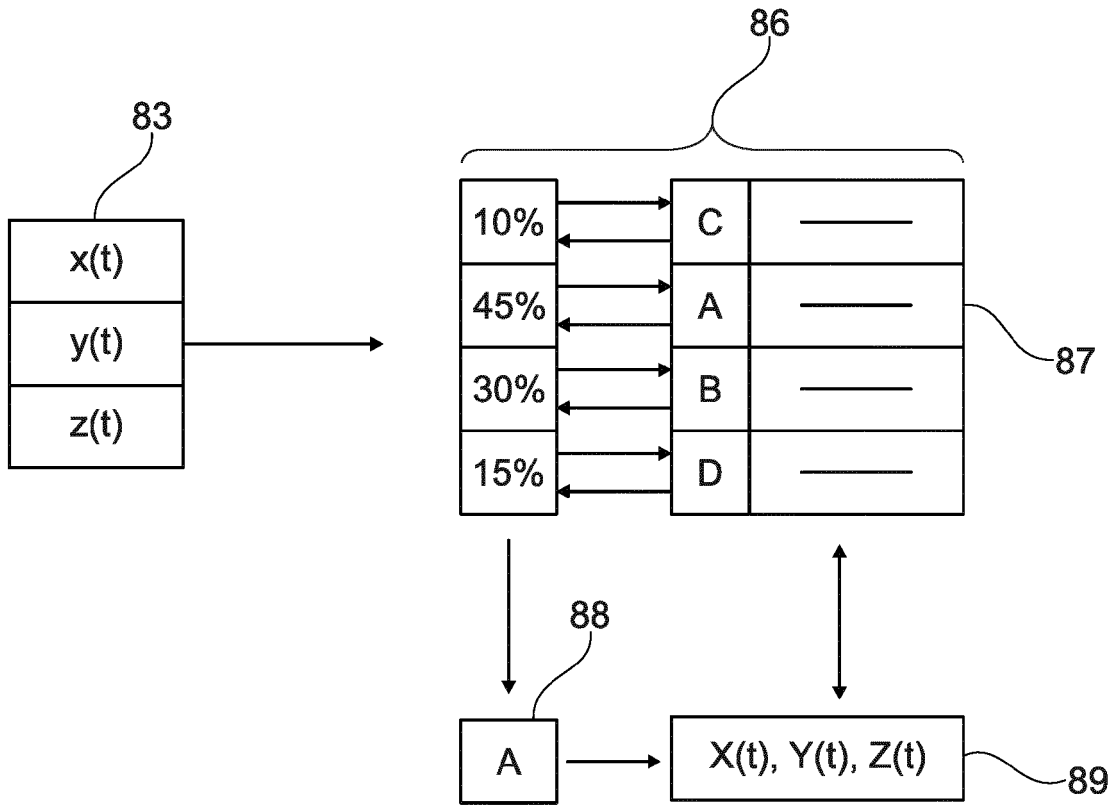 86
83
x(t)
y(t)
z(t)
10% C
45% A
30% B
15% D
87
88
A
X(t), Y(t), Z(t)
89